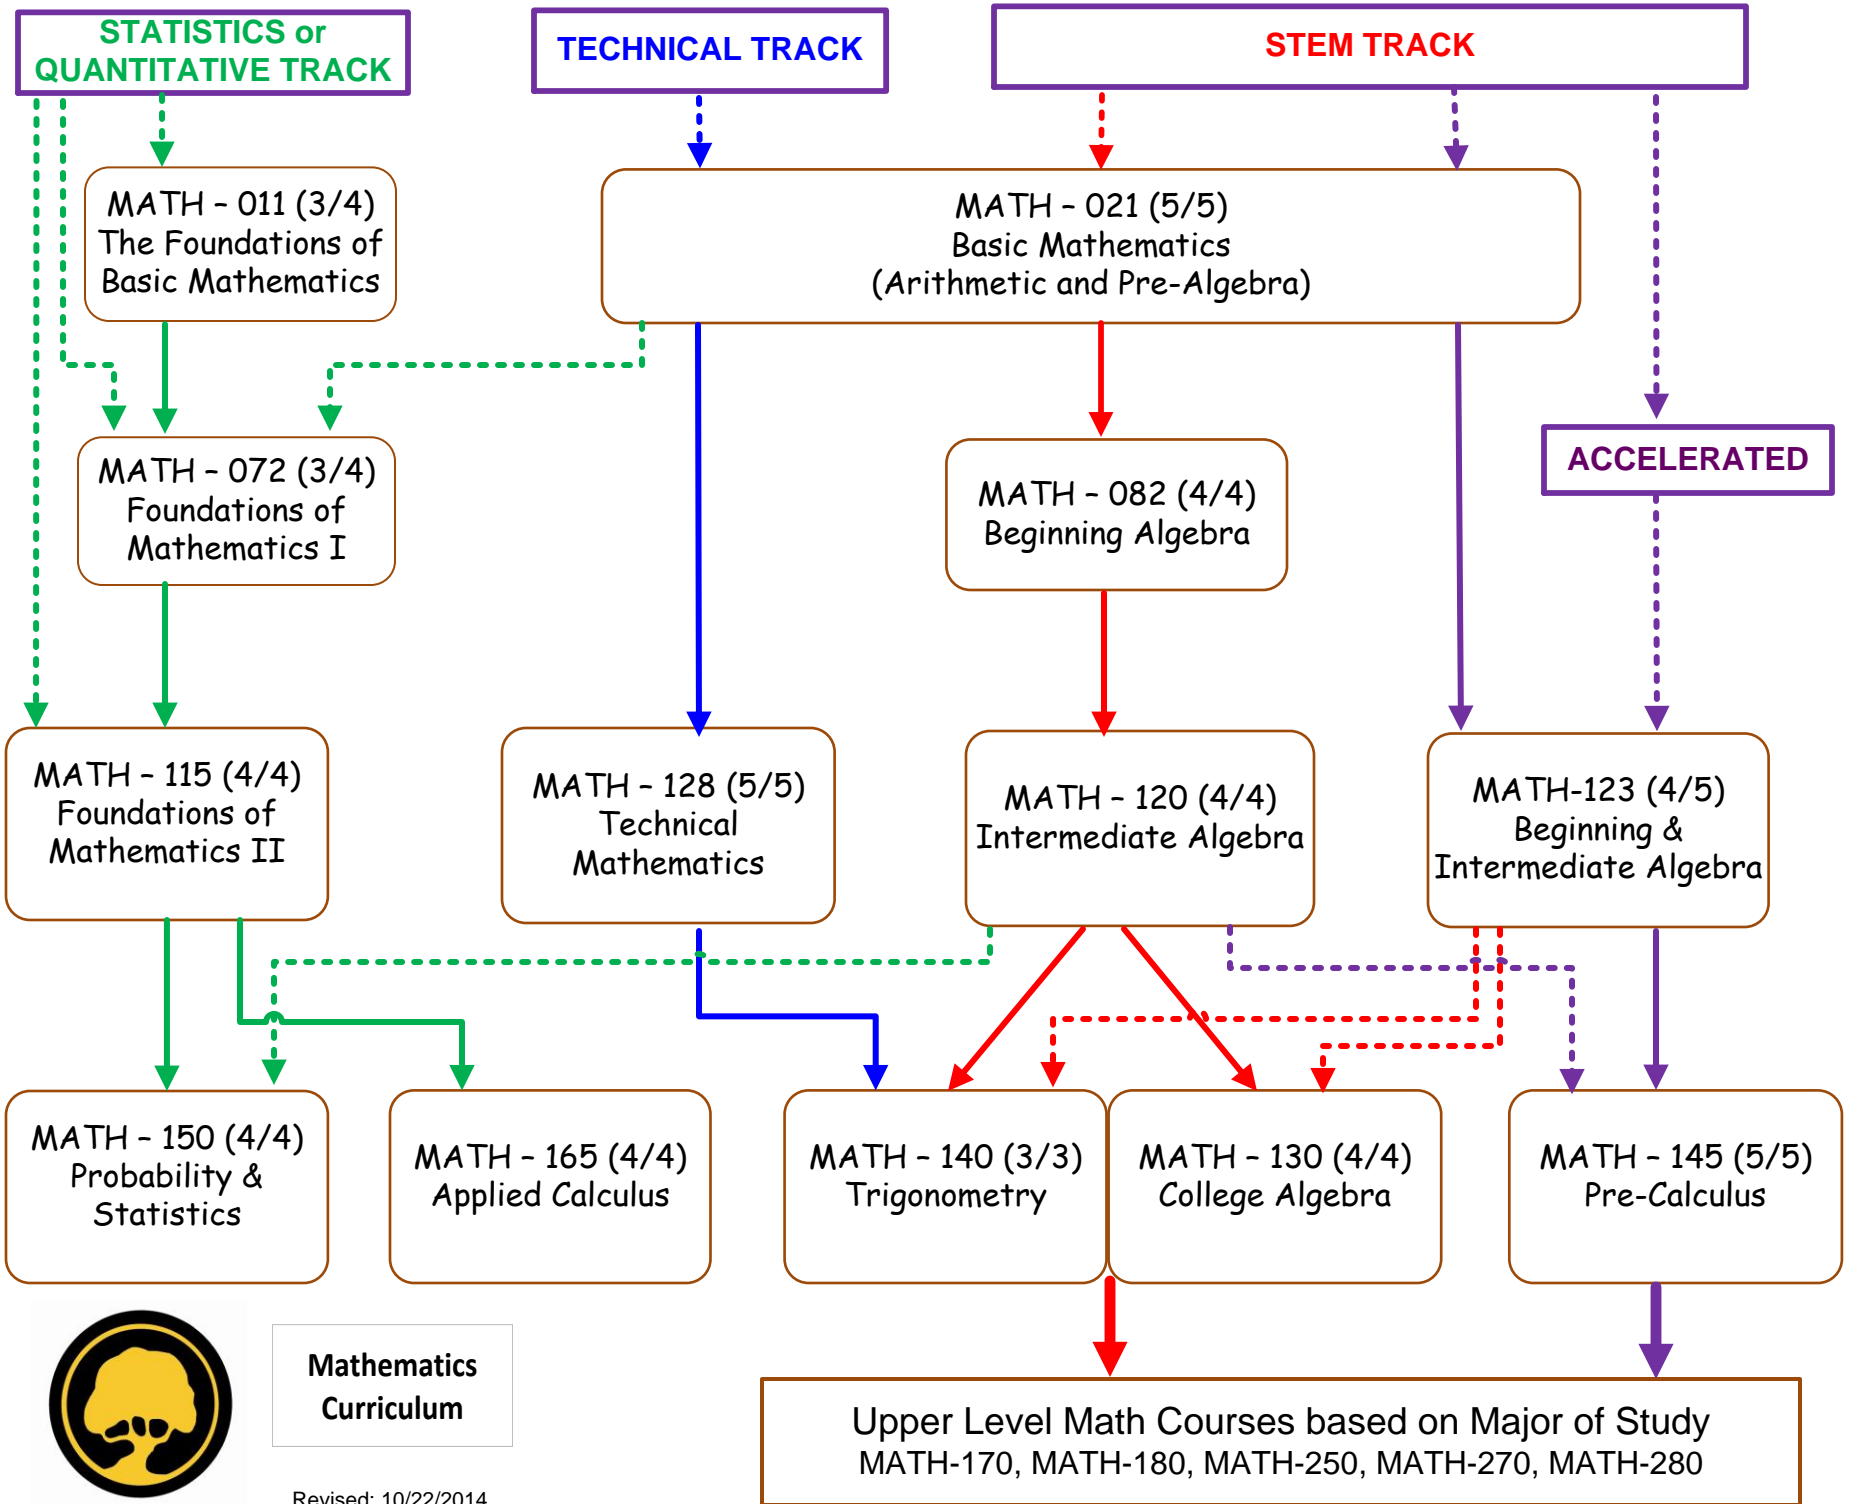 STATISTICS or
QUANTITATIVE TRACK
TECHNICAL TRACK
STEM TRACK
MATH – 011 (3/4)
The Foundations of
Basic Mathematics
MATH – 021 (5/5)
Basic Mathematics
(Arithmetic and Pre-Algebra)
MATH – 072 (3/4)
Foundations of
Mathematics I
MATH – 082 (4/4)
Beginning Algebra
ACCELERATED
MATH – 115 (4/4)
Foundations of
Mathematics II
MATH – 128 (5/5)
Technical
Mathematics
MATH – 120 (4/4)
Intermediate Algebra
MATH-123 (4/5)
Beginning &
Intermediate Algebra
MATH – 150 (4/4)
Probability &
Statistics
MATH – 165 (4/4)
Applied Calculus
MATH – 140 (3/3)
Trigonometry
MATH – 130 (4/4)
College Algebra
MATH – 145 (5/5)
Pre-Calculus
Mathematics
Curriculum
Revised: 10/22/2014
Upper Level Math Courses based on Major of Study
MATH-170, MATH-180, MATH-250, MATH-270, MATH-280